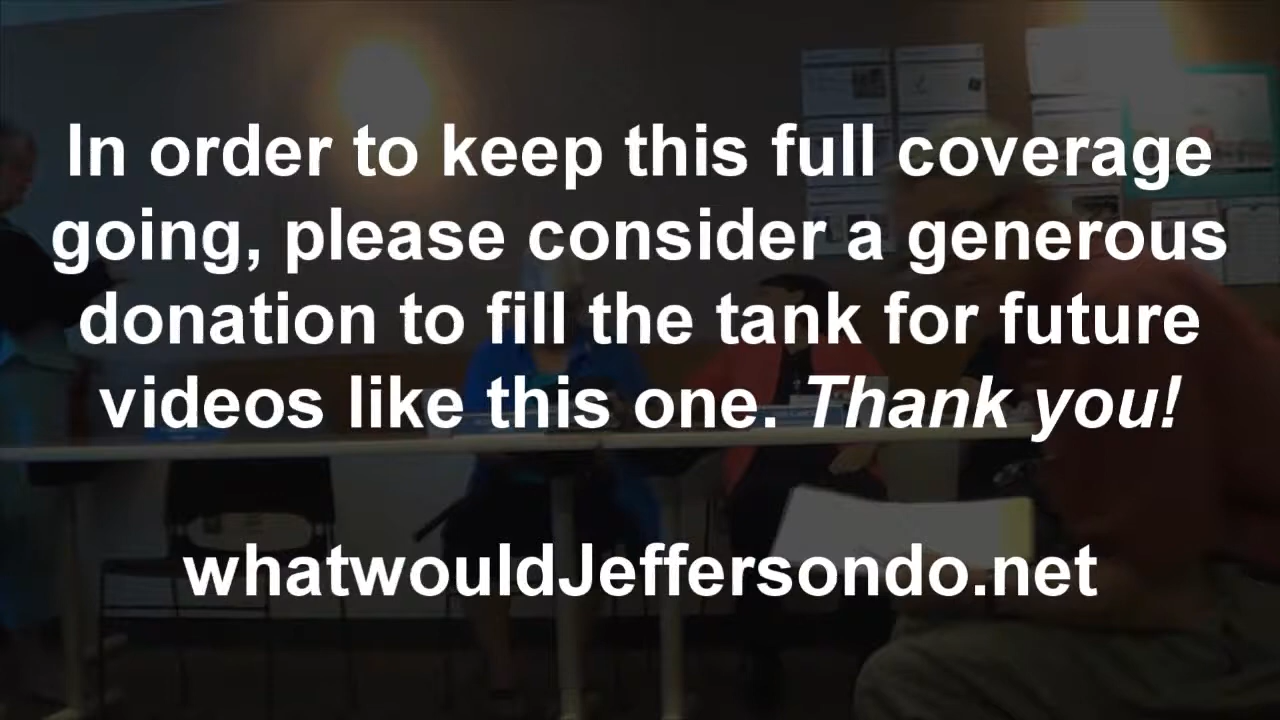 In order to keep this full coverage
going, please consider a generous
donation to fill the tank for future
videos like this one. Thank you!
whatwouldJeffersondo.net